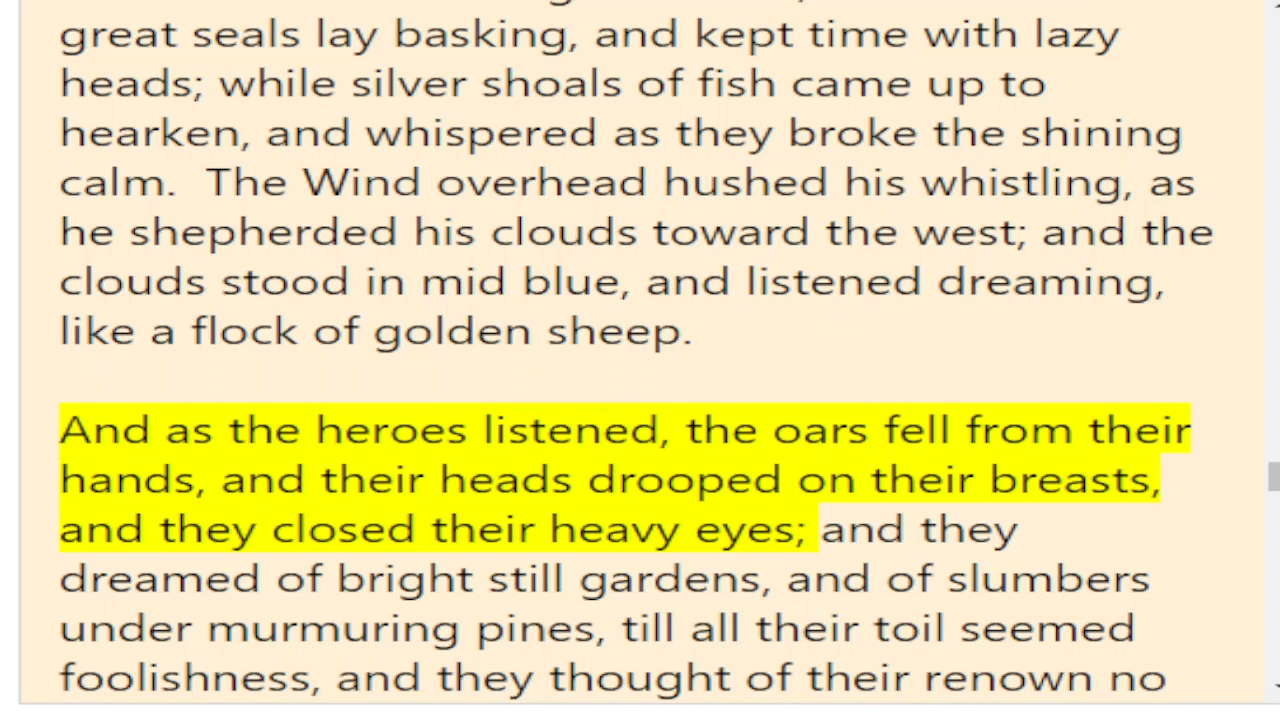 great seals lay basking, and kept time with lazy
heads; while silver shoals of fish came up to
hearken, and whispered as they broke the shining
calm.  The Wind overhead hushed his whistling, as
he shepherded his clouds toward the west; and the
clouds stood in mid blue, and listened dreaming,
like a flock of golden sheep.
And as the heroes listened, the oars fell from their
hands, and their heads drooped on their breasts,
and they closed their heavy eyes; and they
dreamed of bright still gardens, and of slumbers
under murmuring pines, till all their toil seemed
foolishness, and they thought of their renown no